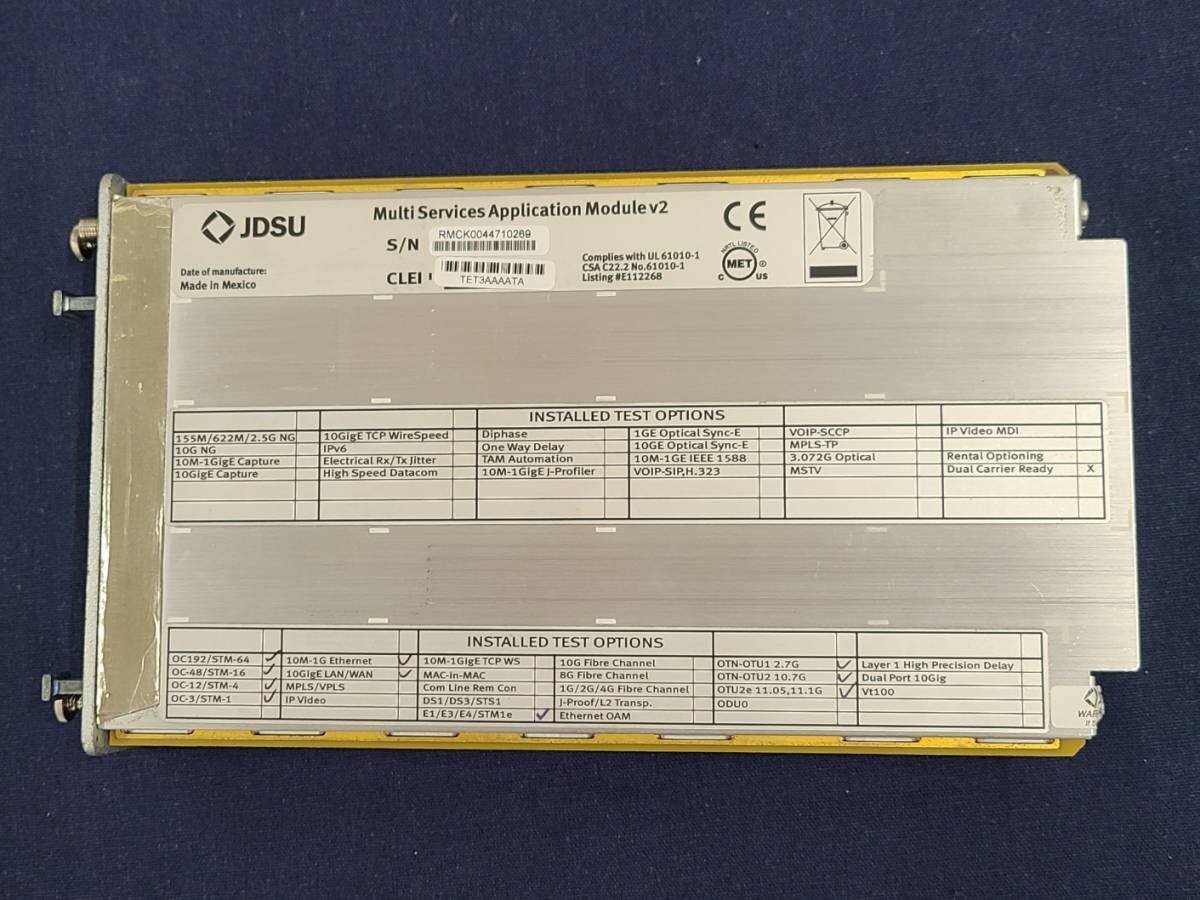 JDSU
Multi Services Application Module v2
S/N
RMCK0044710269
CLEI
TET3AAAATA
Date of manufacture:
Made in Mexico
Complies with UL 61010-1
CSA C22.2 No.61010-1
Listing #E112268
CE
NRTL LISTED
MET ®
C US
INSTALLED TEST OPTIONS
155M/622M/2.5G NG 10GigE TCP WireSpeed Diphase 1GE Optical Sync-E VOIP-SCCP IP Video MDI
10G NG IPv6 One Way Delay 10GE Optical Sync-E MPLS-TP
10M-1GigE Capture Electrical Rx/Tx Jitter TAM Automation 10M-1GE IEEE 1588 3.072G Optical Rental Optioning
10GigE Capture High Speed Datacom 10M-1GigE J-Profiler VOIP-SIP,H.323 MSTV Dual Carrier Ready X
INSTALLED TEST OPTIONS
OC192/STM-64 ✓ 10M-1G Ethernet ✓ 10M-1GigE TCP WS 10G Fibre Channel OTN-OTU1 2.7G ✓ Layer 1 High Precision Delay
OC-48/STM-16 ✓ 10GigE LAN/WAN ✓ MAC-in-MAC 8G Fibre Channel OTN-OTU2 10.7G ✓ Dual Port 10Gig
OC-12/STM-4 ✓ MPLS/VPLS Com Line Rem Con 1G/2G/4G Fibre Channel OTU2e 11.05,11.1G ✓ Vt100
OC-3/STM-1 ✓ IP Video DS1/DS3/STS1 J-Proof/L2 Transp. ODU0
E1/E3/E4/STM1e ✓ Ethernet OAM